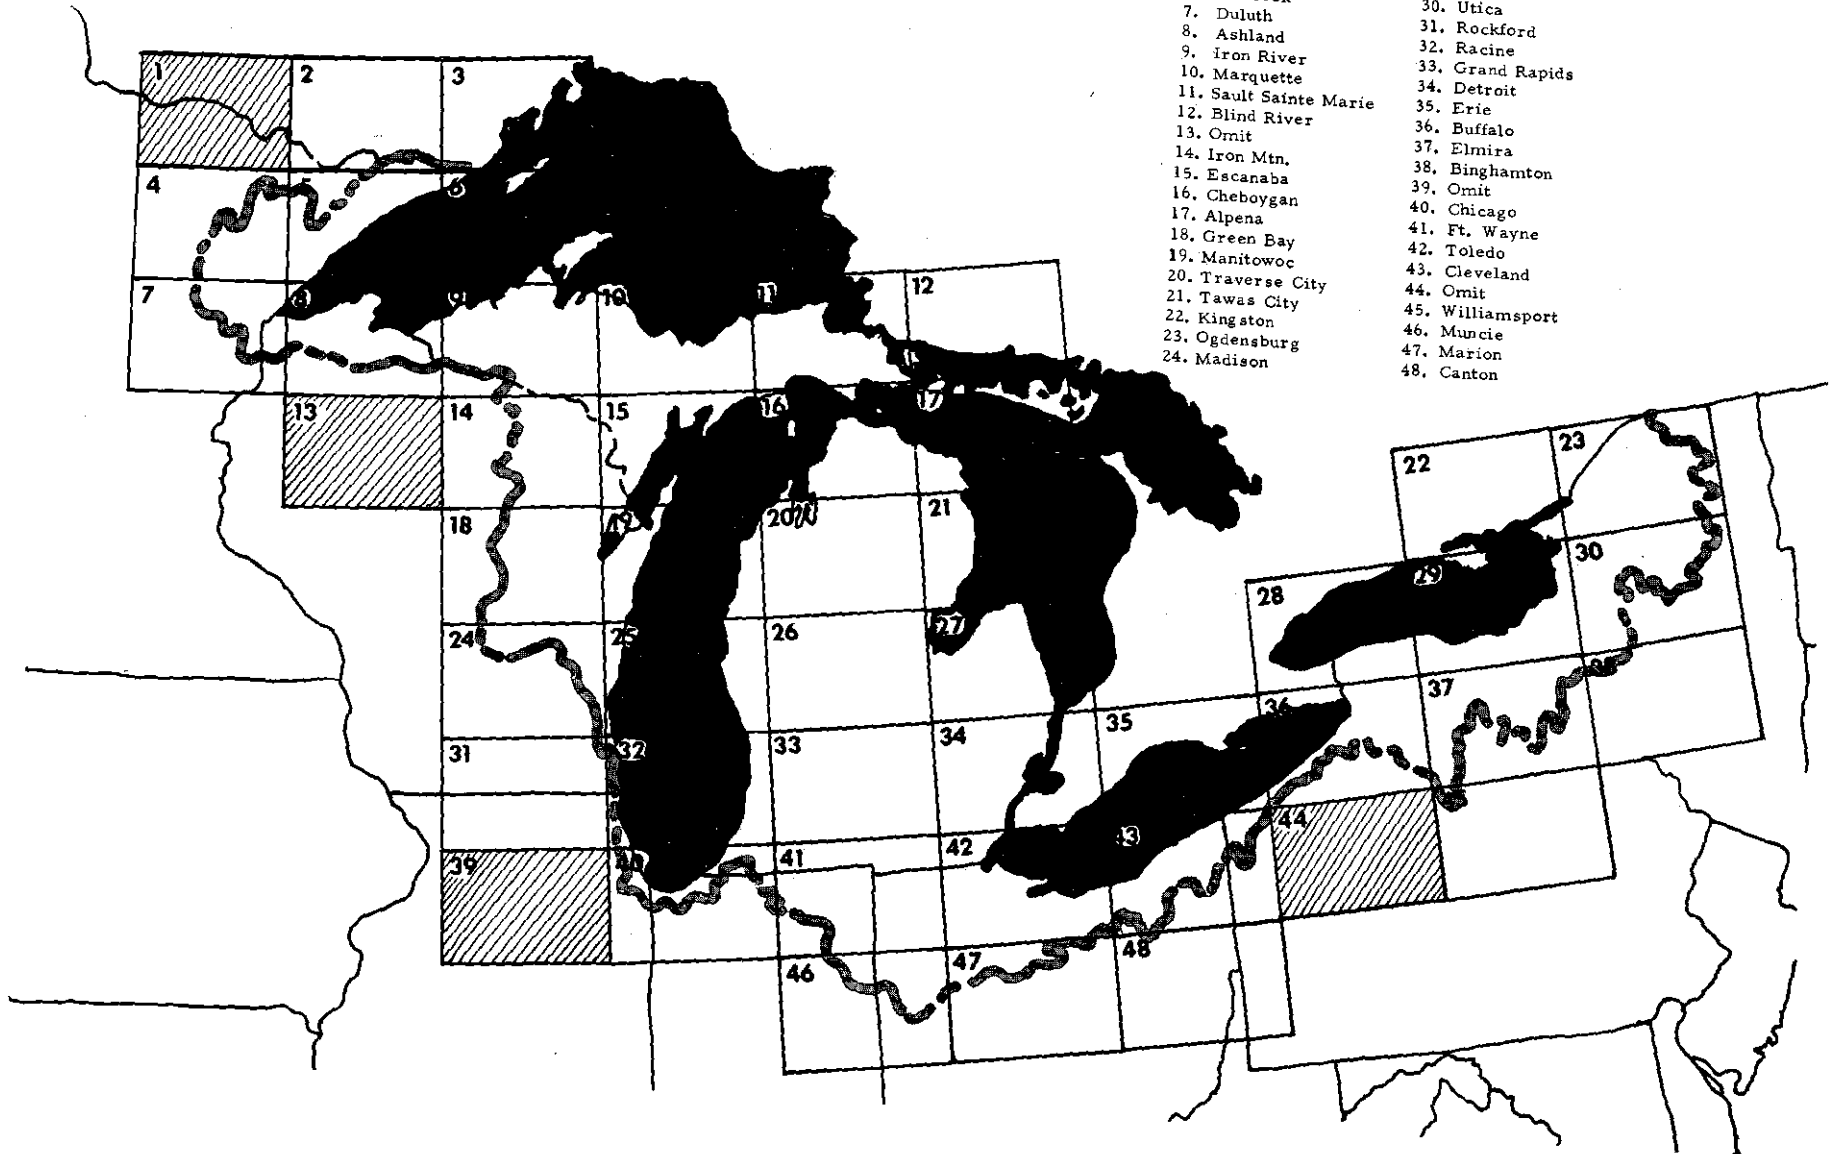 7. Duluth
8. Ashland
9. Iron River
10. Marquette
11. Sault Sainte Marie
12. Blind River
13. Omit
14. Iron Mtn.
15. Escanaba
16. Cheboygan
17. Alpena
18. Green Bay
19. Manitowoc
20. Traverse City
21. Tawas City
22. Kingston
23. Ogdensburg
24. Madison
30. Utica
31. Rockford
32. Racine
33. Grand Rapids
34. Detroit
35. Erie
36. Buffalo
37. Elmira
38. Binghamton
39. Omit
40. Chicago
41. Ft. Wayne
42. Toledo
43. Cleveland
44. Omit
45. Williamsport
46. Muncie
47. Marion
48. Canton
1
2
3
4
5
6
7
8
9
10
11
12
13
14
15
16
17
18
19
20
21
22
23
24
25
26
27
28
29
30
31
32
33
34
35
36
37
38
39
40
41
42
43
44
46
47
48